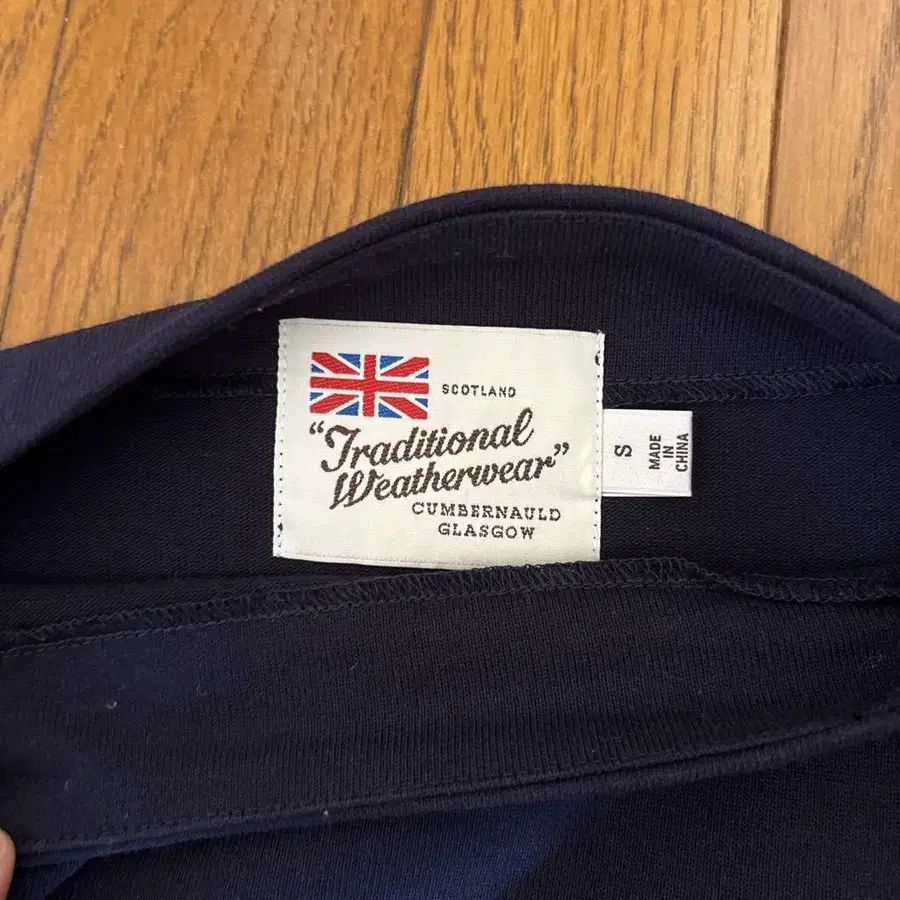 SCOTLAND
"Traditional
Weatherwear"
CUMBERNAULD
GLASGOW
S
MADE
IN
CHINA